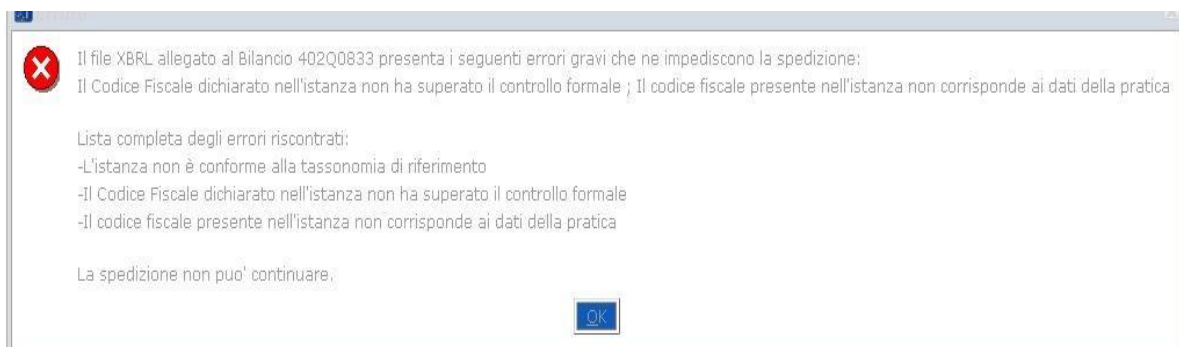 Il file XBRL allegato al Bilancio 402Q0833 presenta i seguenti errori gravi che ne impediscono la spedizione:
Il Codice Fiscale dichiarato nell'istanza non ha superato il controllo formale ; Il codice fiscale presente nell'istanza non corrisponde ai dati della pratica
Lista completa degli errori riscontrati:
-L'istanza non è conforme alla tassonomia di riferimento
-Il Codice Fiscale dichiarato nell'istanza non ha superato il controllo formale
-Il codice fiscale presente nell'istanza non corrisponde ai dati della pratica
La spedizione non puo' continuare.
OK